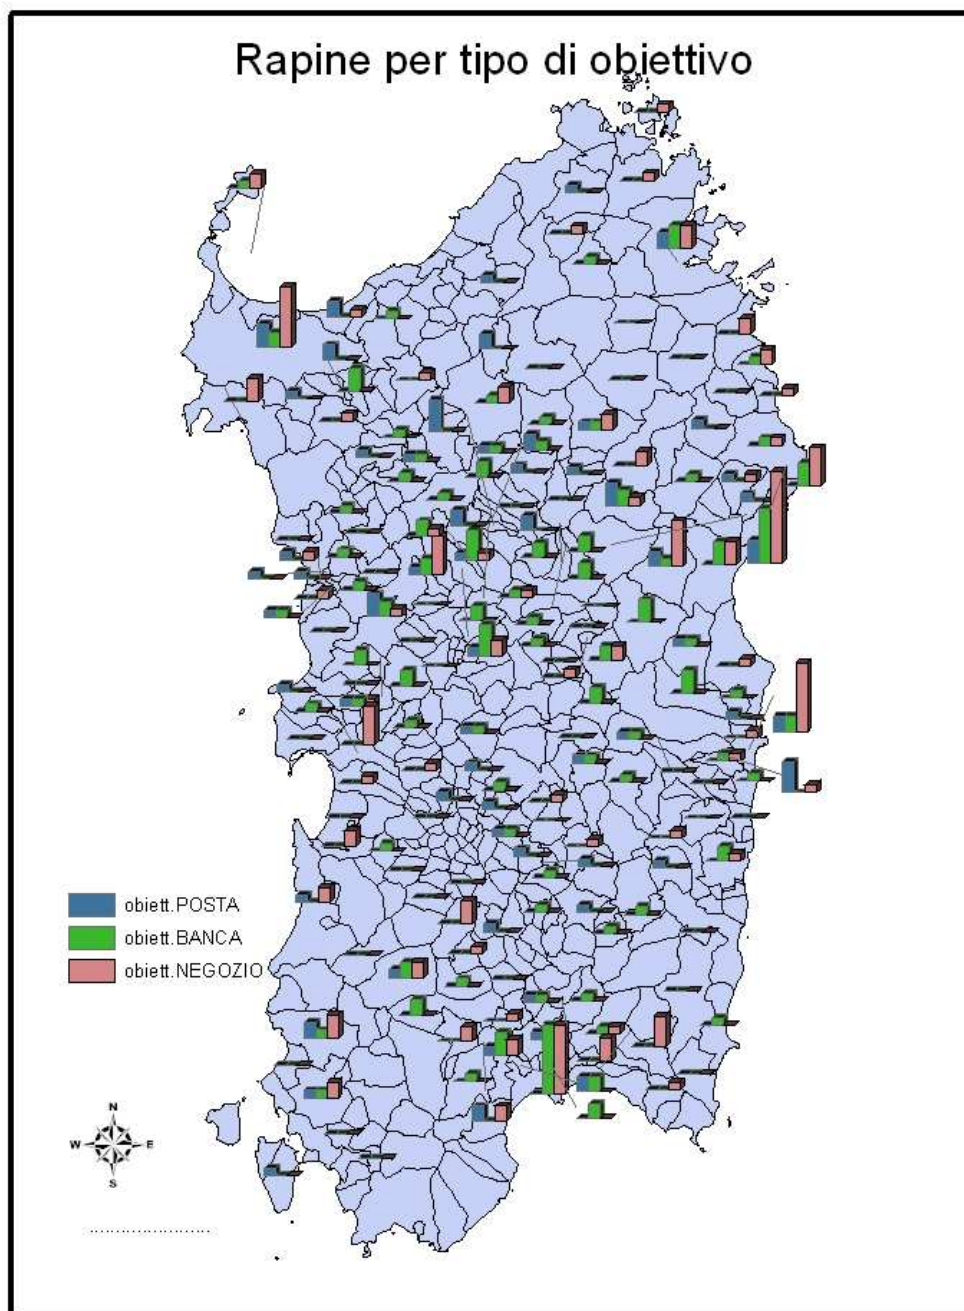 Rapine per tipo di obiettivo
obiett.POSTA
obiett.BANCA
obiett.NEGOZIO
N
W E
S